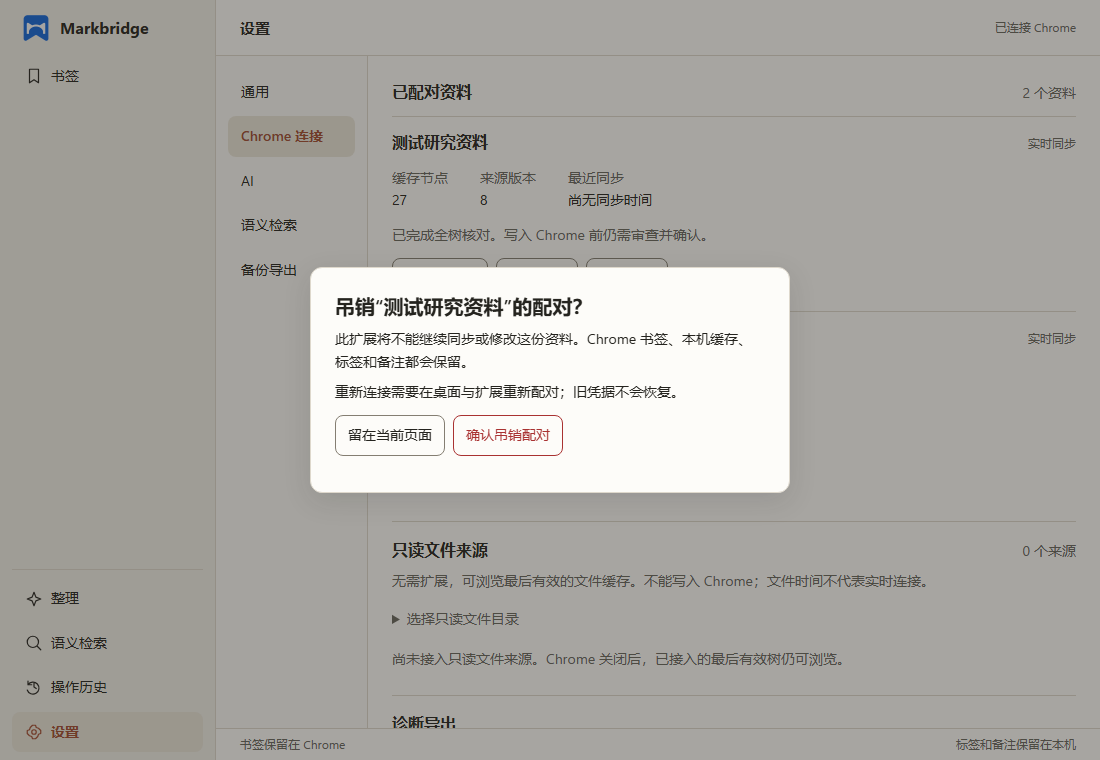 Markbridge
书签
整理
语义检索
操作历史
设置
设置
已连接 Chrome
通用
Chrome 连接
AI
语义检索
备份导出
已配对资料
2 个资料
测试研究资料
实时同步
缓存节点 来源版本 最近同步
27 8 尚无同步时间
已完成全树核对。写入 Chrome 前仍需审查并确认。
吊销“测试研究资料”的配对？
此扩展将不能继续同步或修改这份资料。Chrome 书签、本机缓存、
标签和备注都会保留。
重新连接需要在桌面与扩展重新配对；旧凭据不会恢复。
留在当前页面
确认吊销配对
实时同步
只读文件来源
0 个来源
无需扩展，可浏览最后有效的文件缓存。不能写入 Chrome；文件时间不代表实时连接。
选择只读文件目录
尚未接入只读文件来源。Chrome 关闭后，已接入的最后有效树仍可浏览。
诊断导出
书签保留在 Chrome
标签和备注保留在本机